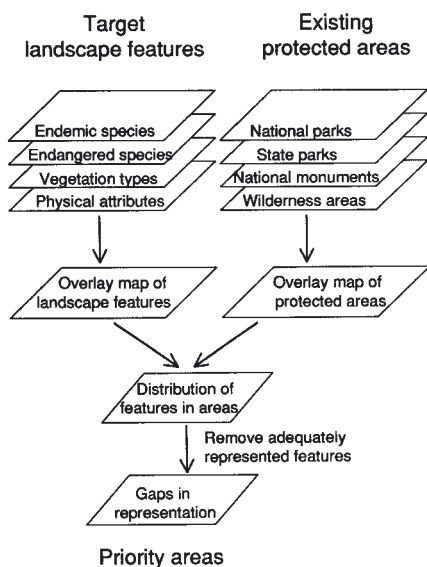 Target
landscape features
Existing
protected areas
Endemic species
Endangered species
Vegetation types
Physical attributes
National parks
State parks
National monuments
Wilderness areas
Overlay map of
landscape features
Overlay map of
protected areas
Distribution of
features in areas
Remove adequately
represented features
Gaps in
representation
Priority areas